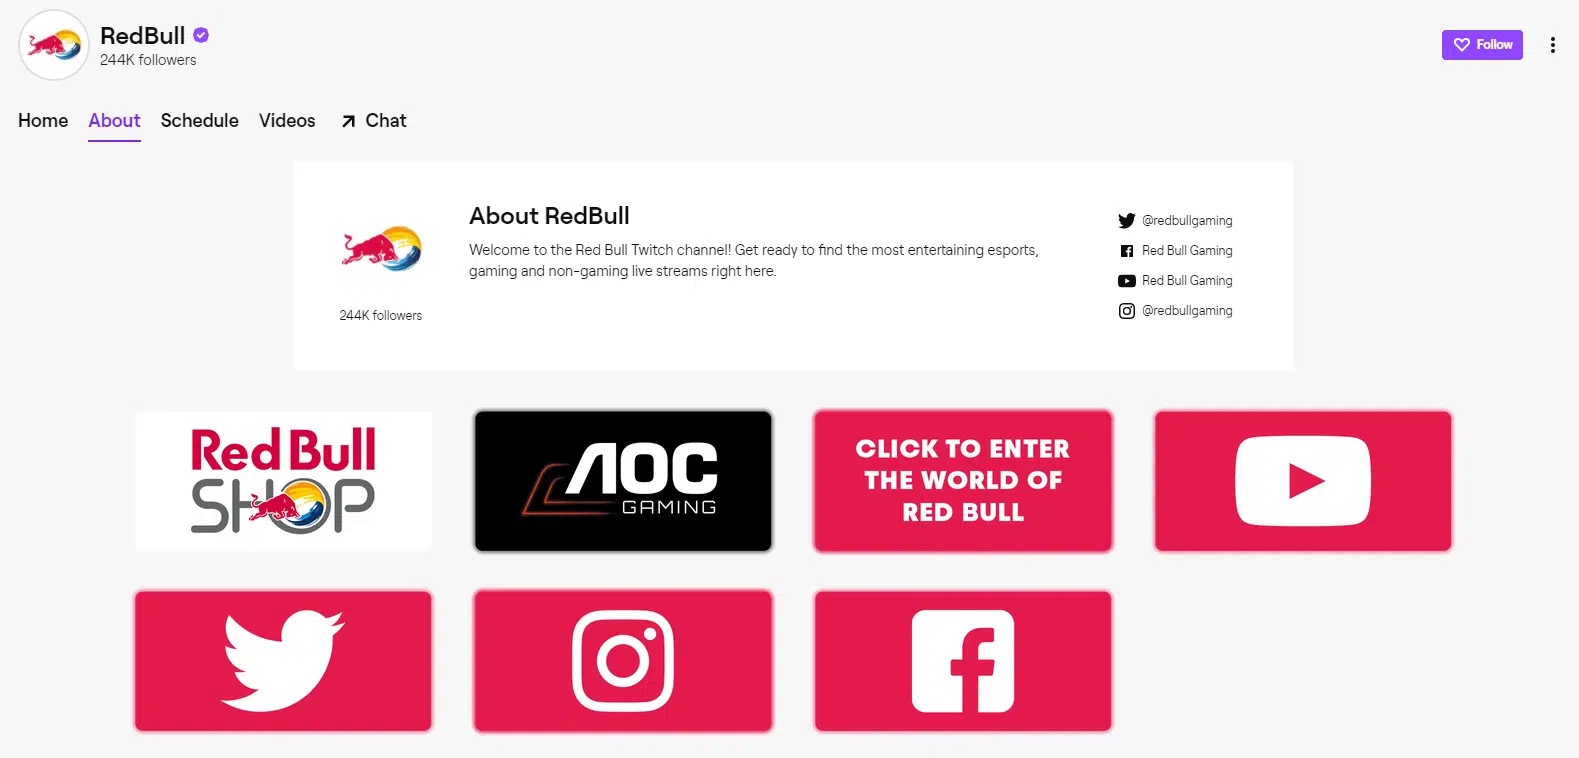 RedBull
244K followers
Follow
Home About Schedule Videos Chat
About RedBull
Welcome to the Red Bull Twitch channel! Get ready to find the most entertaining esports,
gaming and non-gaming live streams right here.
244K followers
@redbullgaming
Red Bull Gaming
Red Bull Gaming
@redbullgaming
Red Bull
SHOP
AOC
GAMING
CLICK TO ENTER
THE WORLD OF
RED BULL